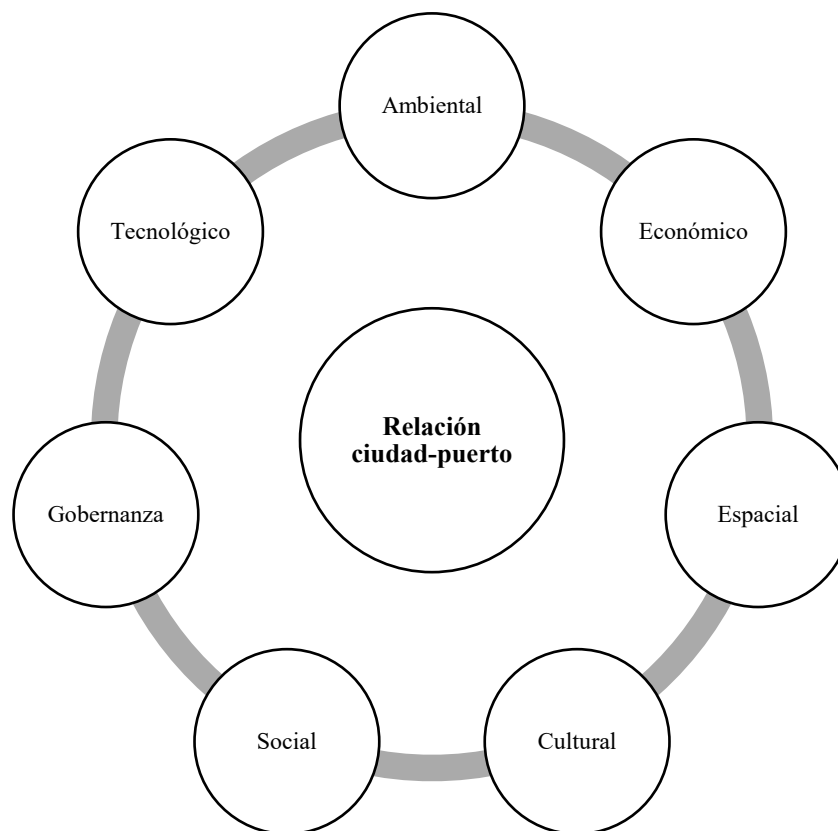 Ambiental
Tecnológico
Económico
Relación
ciudad-puerto
Gobernanza
Espacial
Social
Cultural